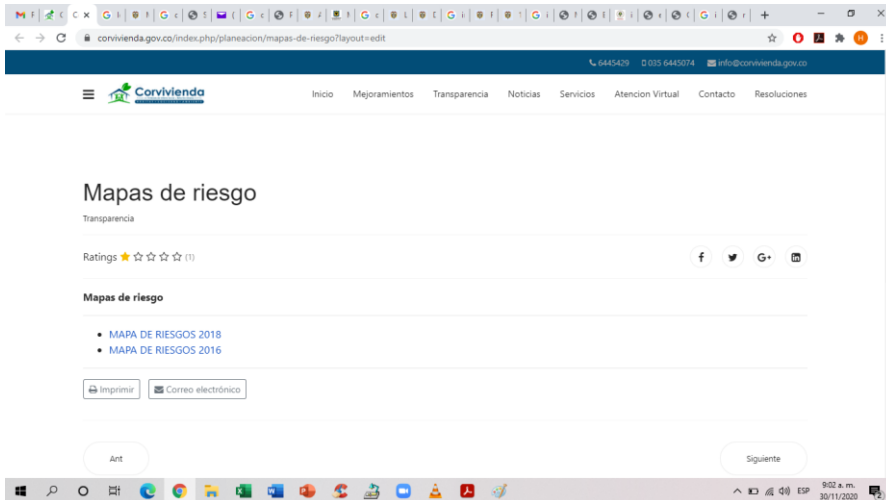 corvivienda.gov.co/index.php/planeacion/mapas-de-riesgo?layout=edit
6445429 035 6445074 info@corvivienda.gov.co
Corvivienda
Inicio Mejoramientos Transparencia Noticias Servicios Atencion Virtual Contacto Resoluciones
Mapas de riesgo
Transparencia
Ratings (1)
Mapas de riesgo
MAPA DE RIESGOS 2018
MAPA DE RIESGOS 2016
Imprimir Correo electrónico
Ant Siguiente
ESP 9:02 a. m.
30/11/2020